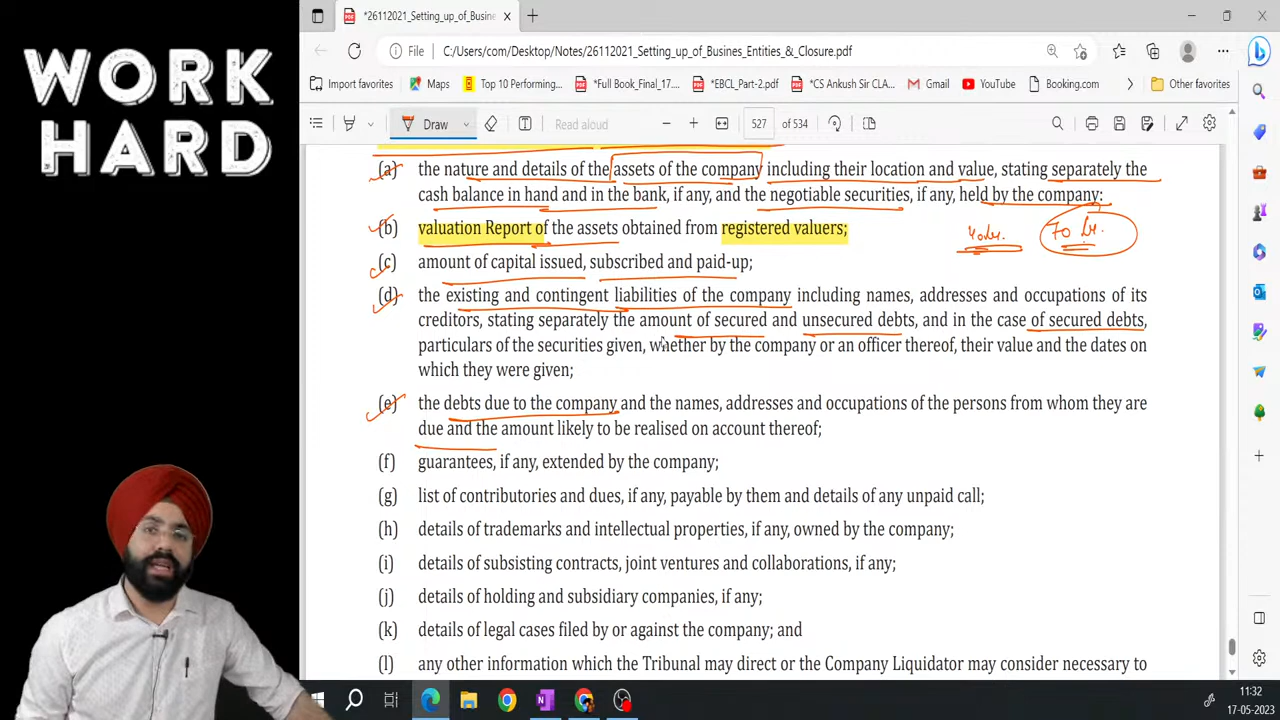 WORK
HARD
*26112021_Setting_up_of_Busines
File
C:/Users/com/Desktop/Notes/26112021_Setting_up_of_Busines_Entities_&_Closure.pdf
Import favorites
Maps
Top 10 Performing...
*Full Book_Final_17....
*EBCL_Part-2.pdf
*CS Ankush Sir CLA...
Gmail
YouTube
Booking.com
Other favorites
Draw
Read aloud
527
of 534
(a) the nature and details of the assets of the company including their location and value, stating separately the
cash balance in hand and in the bank, if any, and the negotiable securities, if any, held by the company:
(b) valuation Report of the assets obtained from registered valuers;
(c) amount of capital issued, subscribed and paid-up;
(d) the existing and contingent liabilities of the company including names, addresses and occupations of its
creditors, stating separately the amount of secured and unsecured debts, and in the case of secured debts,
particulars of the securities given, whether by the company or an officer thereof, their value and the dates on
which they were given;
(e) the debts due to the company and the names, addresses and occupations of the persons from whom they are
due and the amount likely to be realised on account thereof;
(f) guarantees, if any, extended by the company;
(g) list of contributories and dues, if any, payable by them and details of any unpaid call;
(h) details of trademarks and intellectual properties, if any, owned by the company;
(i) details of subsisting contracts, joint ventures and collaborations, if any;
(j) details of holding and subsidiary companies, if any;
(k) details of legal cases filed by or against the company; and
(l) any other information which the Tribunal may direct or the Company Liquidator may consider necessary to
11:32
17-05-2023